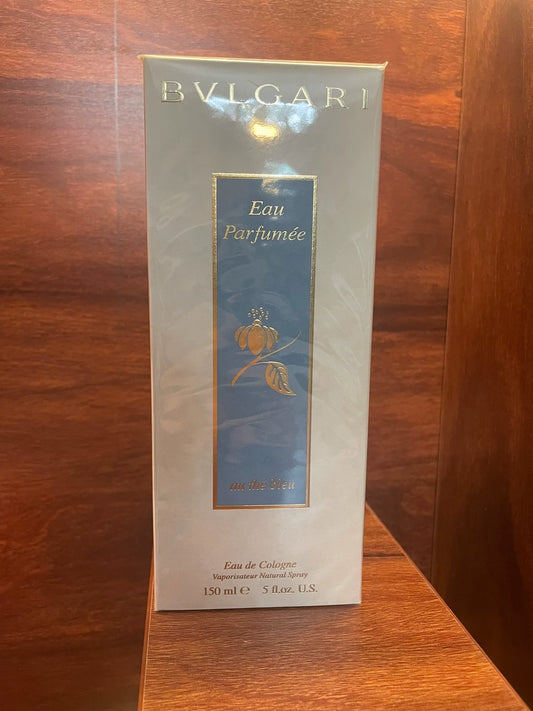 BVLGARI
Eau
Parfumée
au thé bleu
Eau de Cologne
Vaporisateur Natural Spray
150 ml ℮ 5 fl.oz. U.S.